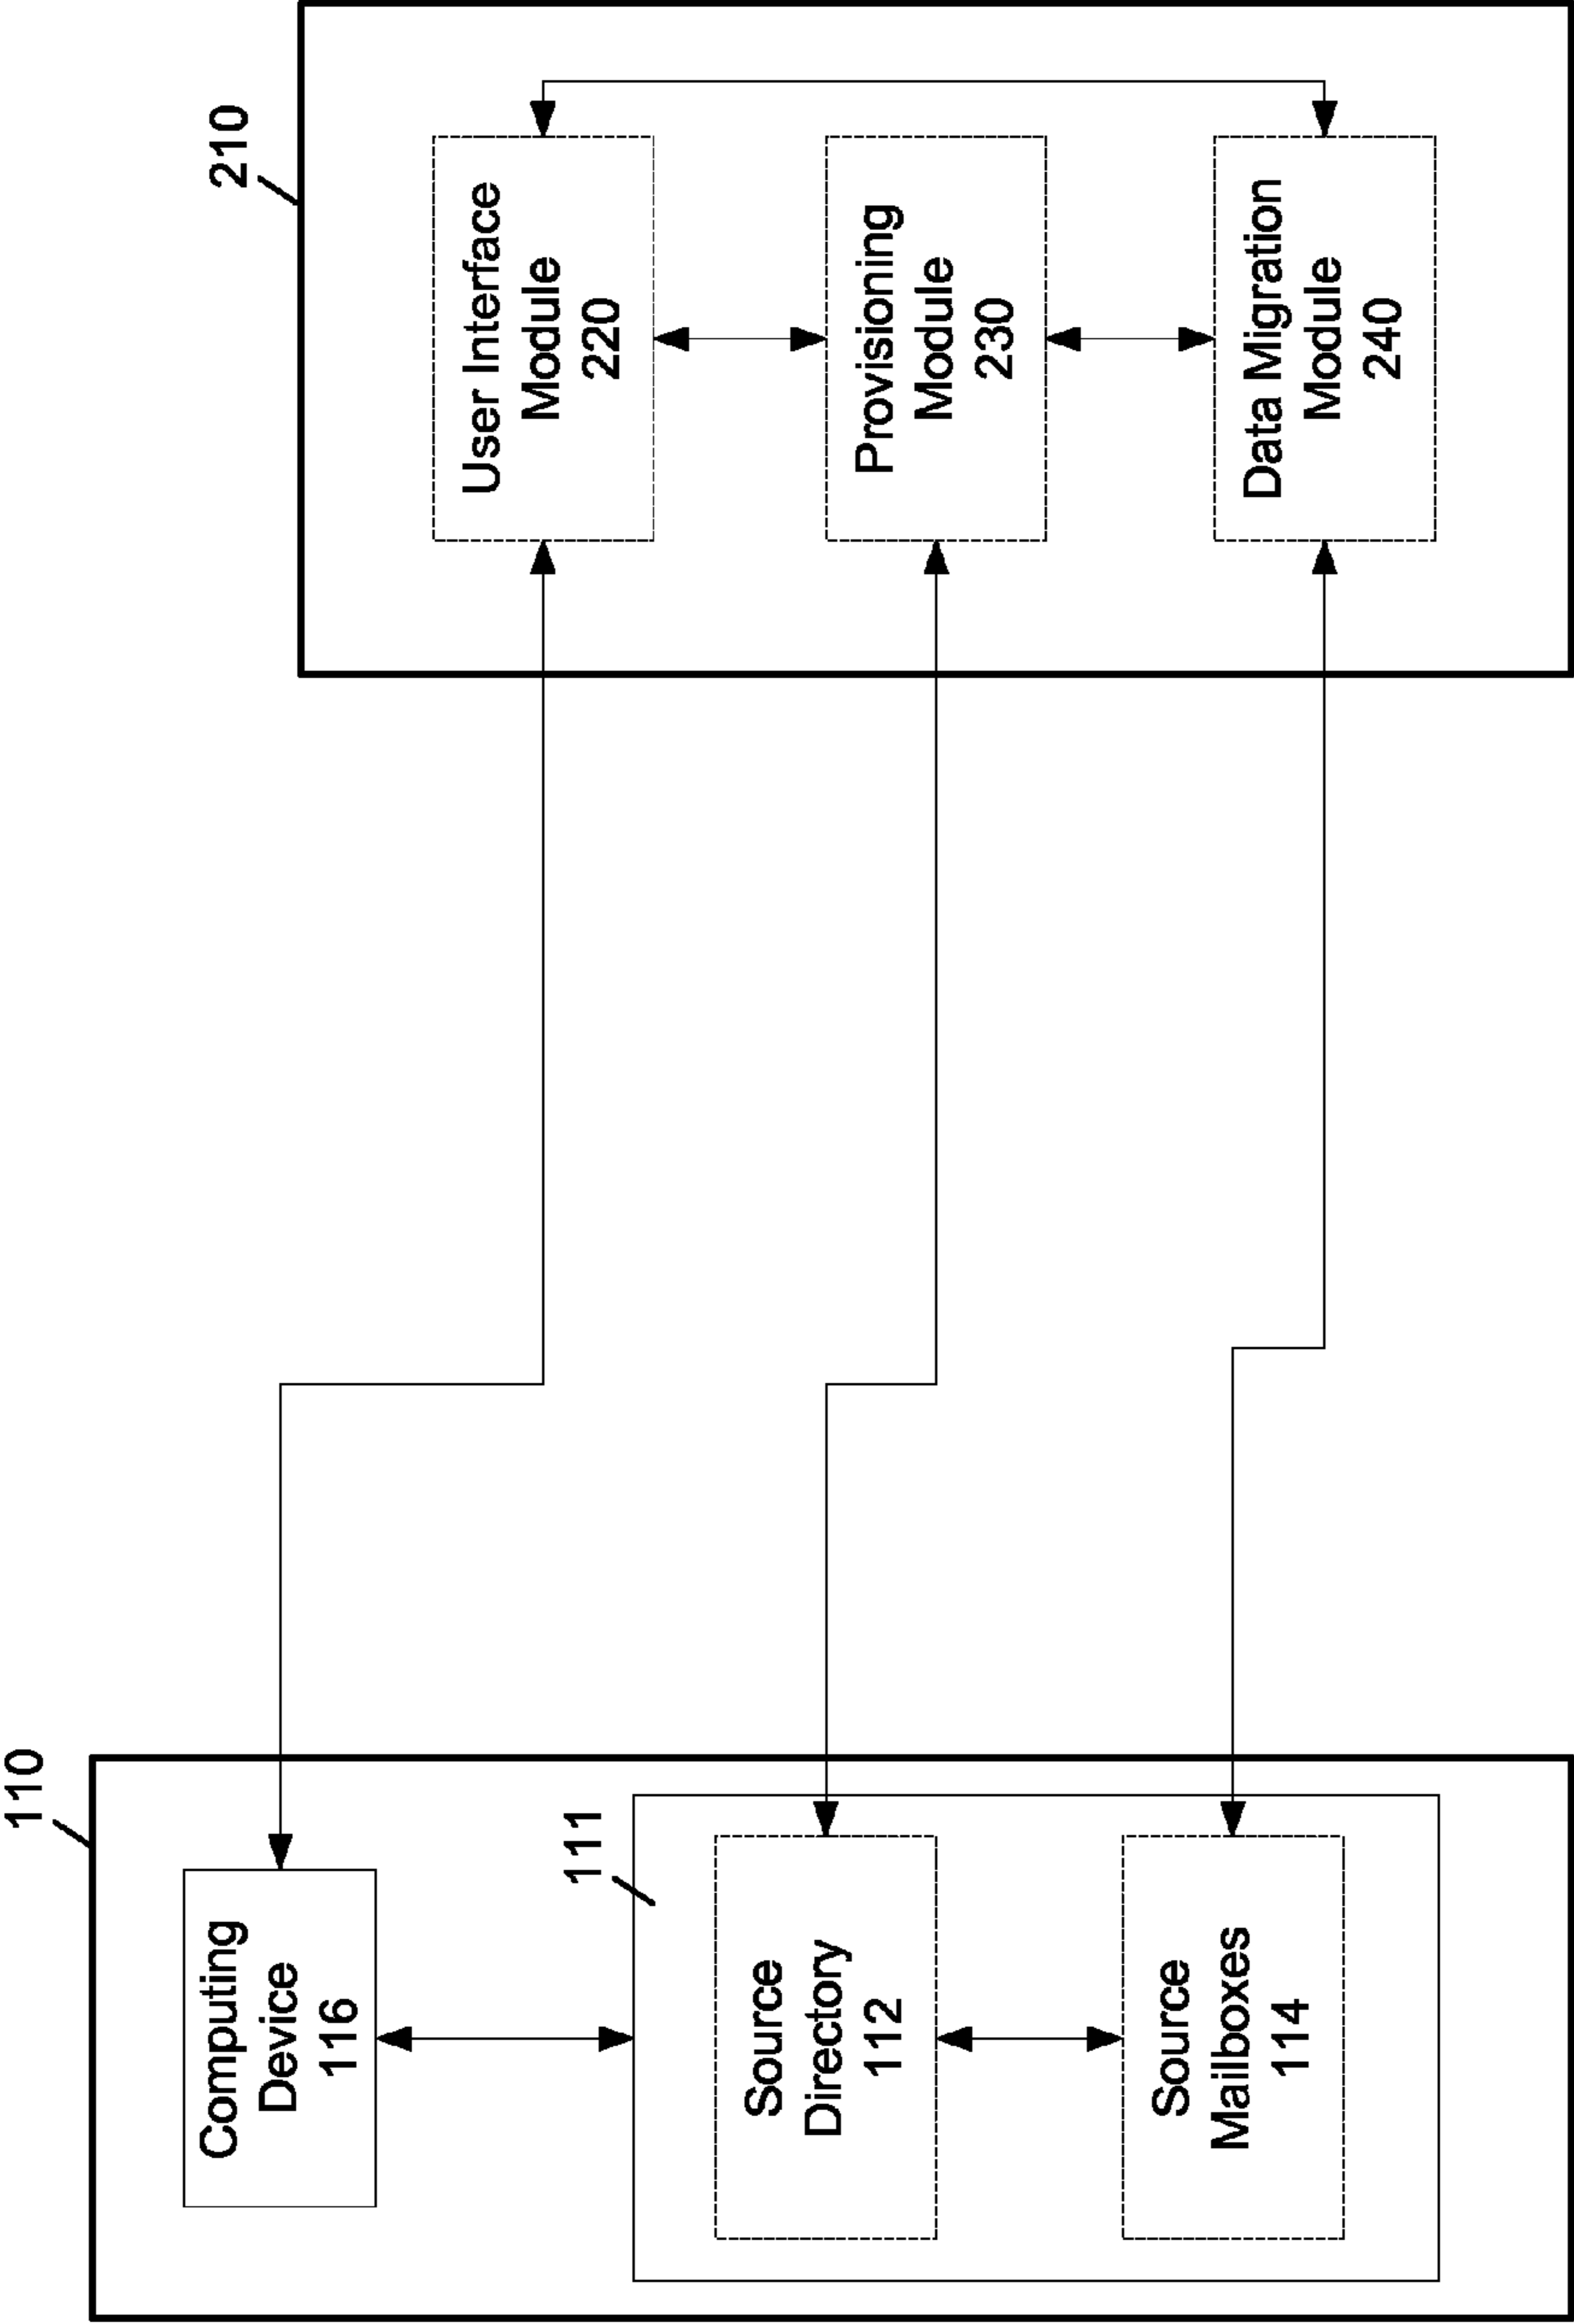 110
Computing
Device
116
111
Source
Directory
112
Source
Mailboxes
114
210
User Interface
Module
220
Provisioning
Module
230
Data Migration
Module
240